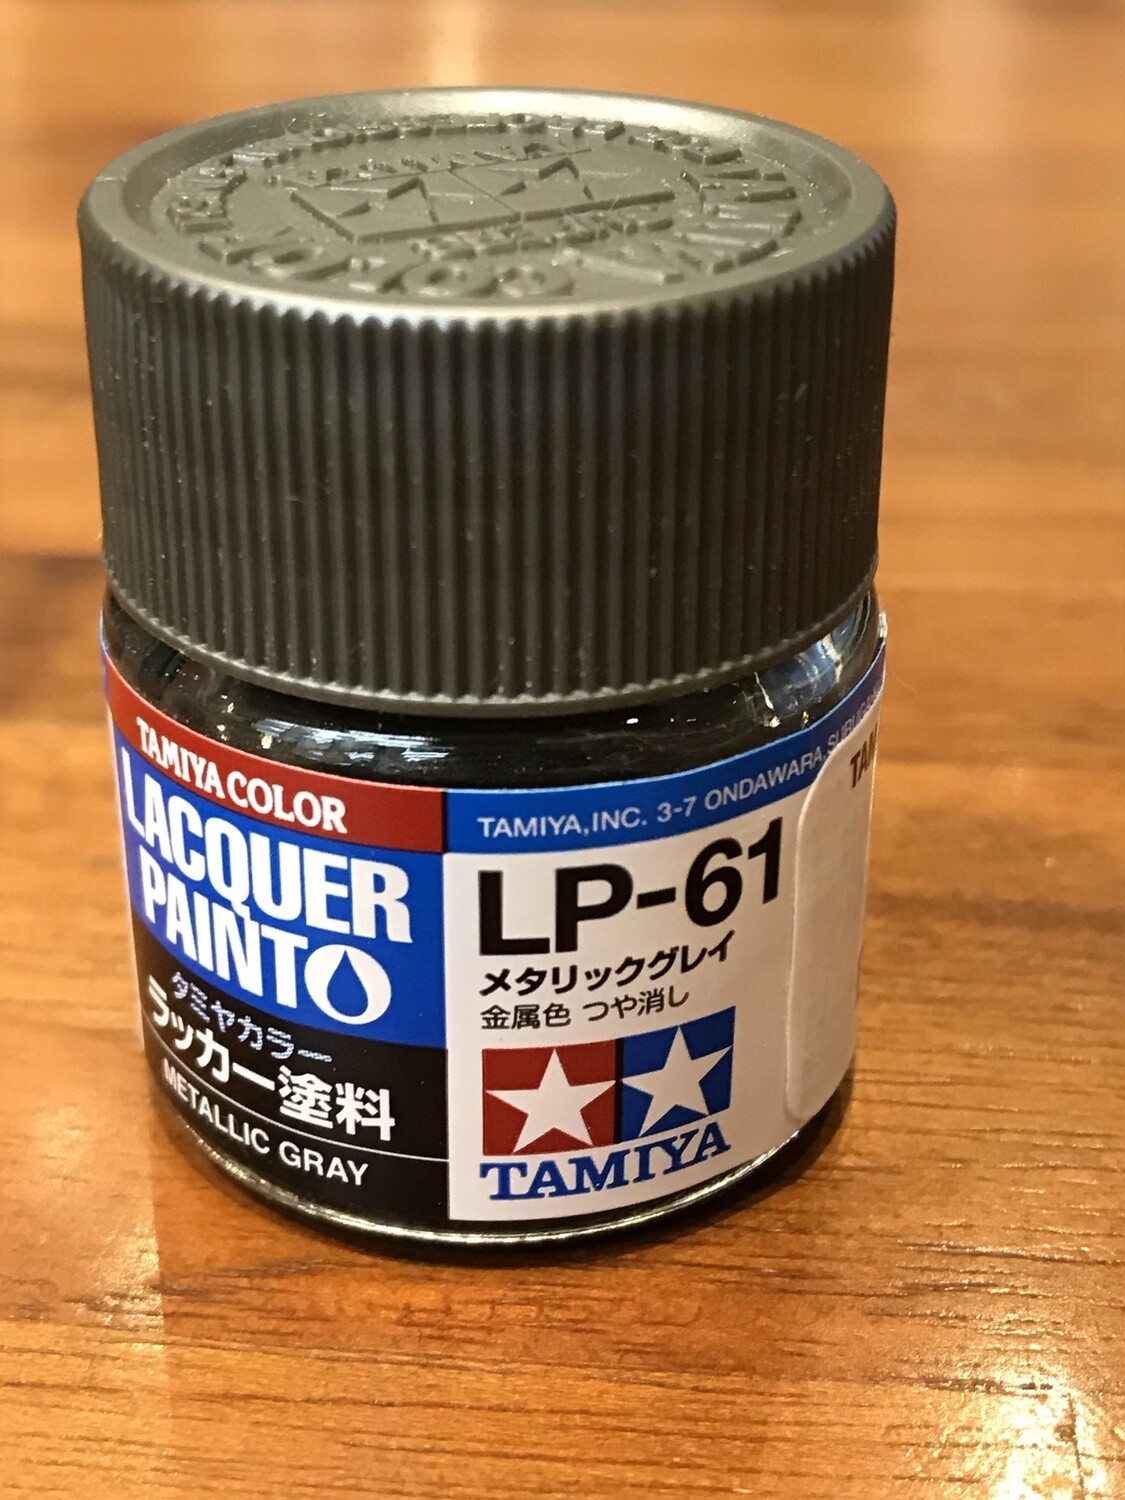 TAMIYA COLOR
LACQUER
PAINT
タミヤカラー
ラッカー塗料
METALLIC GRAY
TAMIYA, INC. 3-7 ONDAWARA,
LP-61
メタリックグレイ
金属色 つや消し
TAMIYA